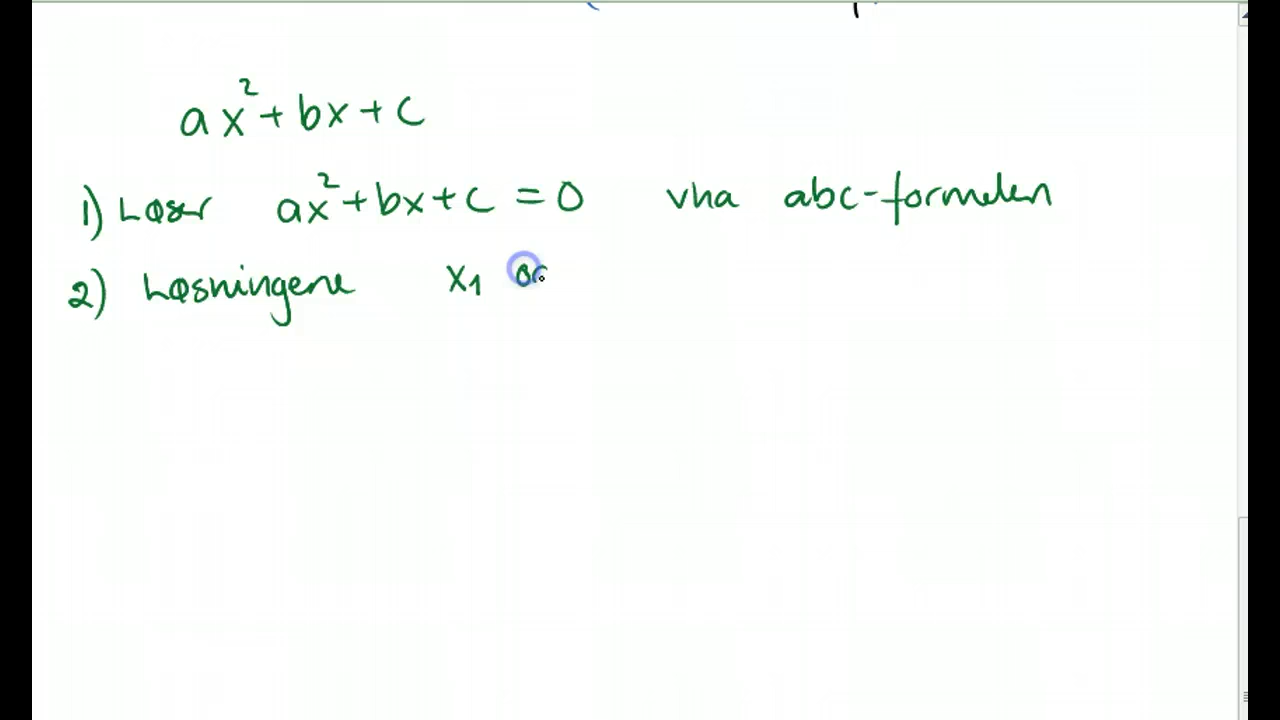 ax² + bx + c
1) Løser ax² + bx + c = 0 vha abc-formelen
2) Løsningene x₁